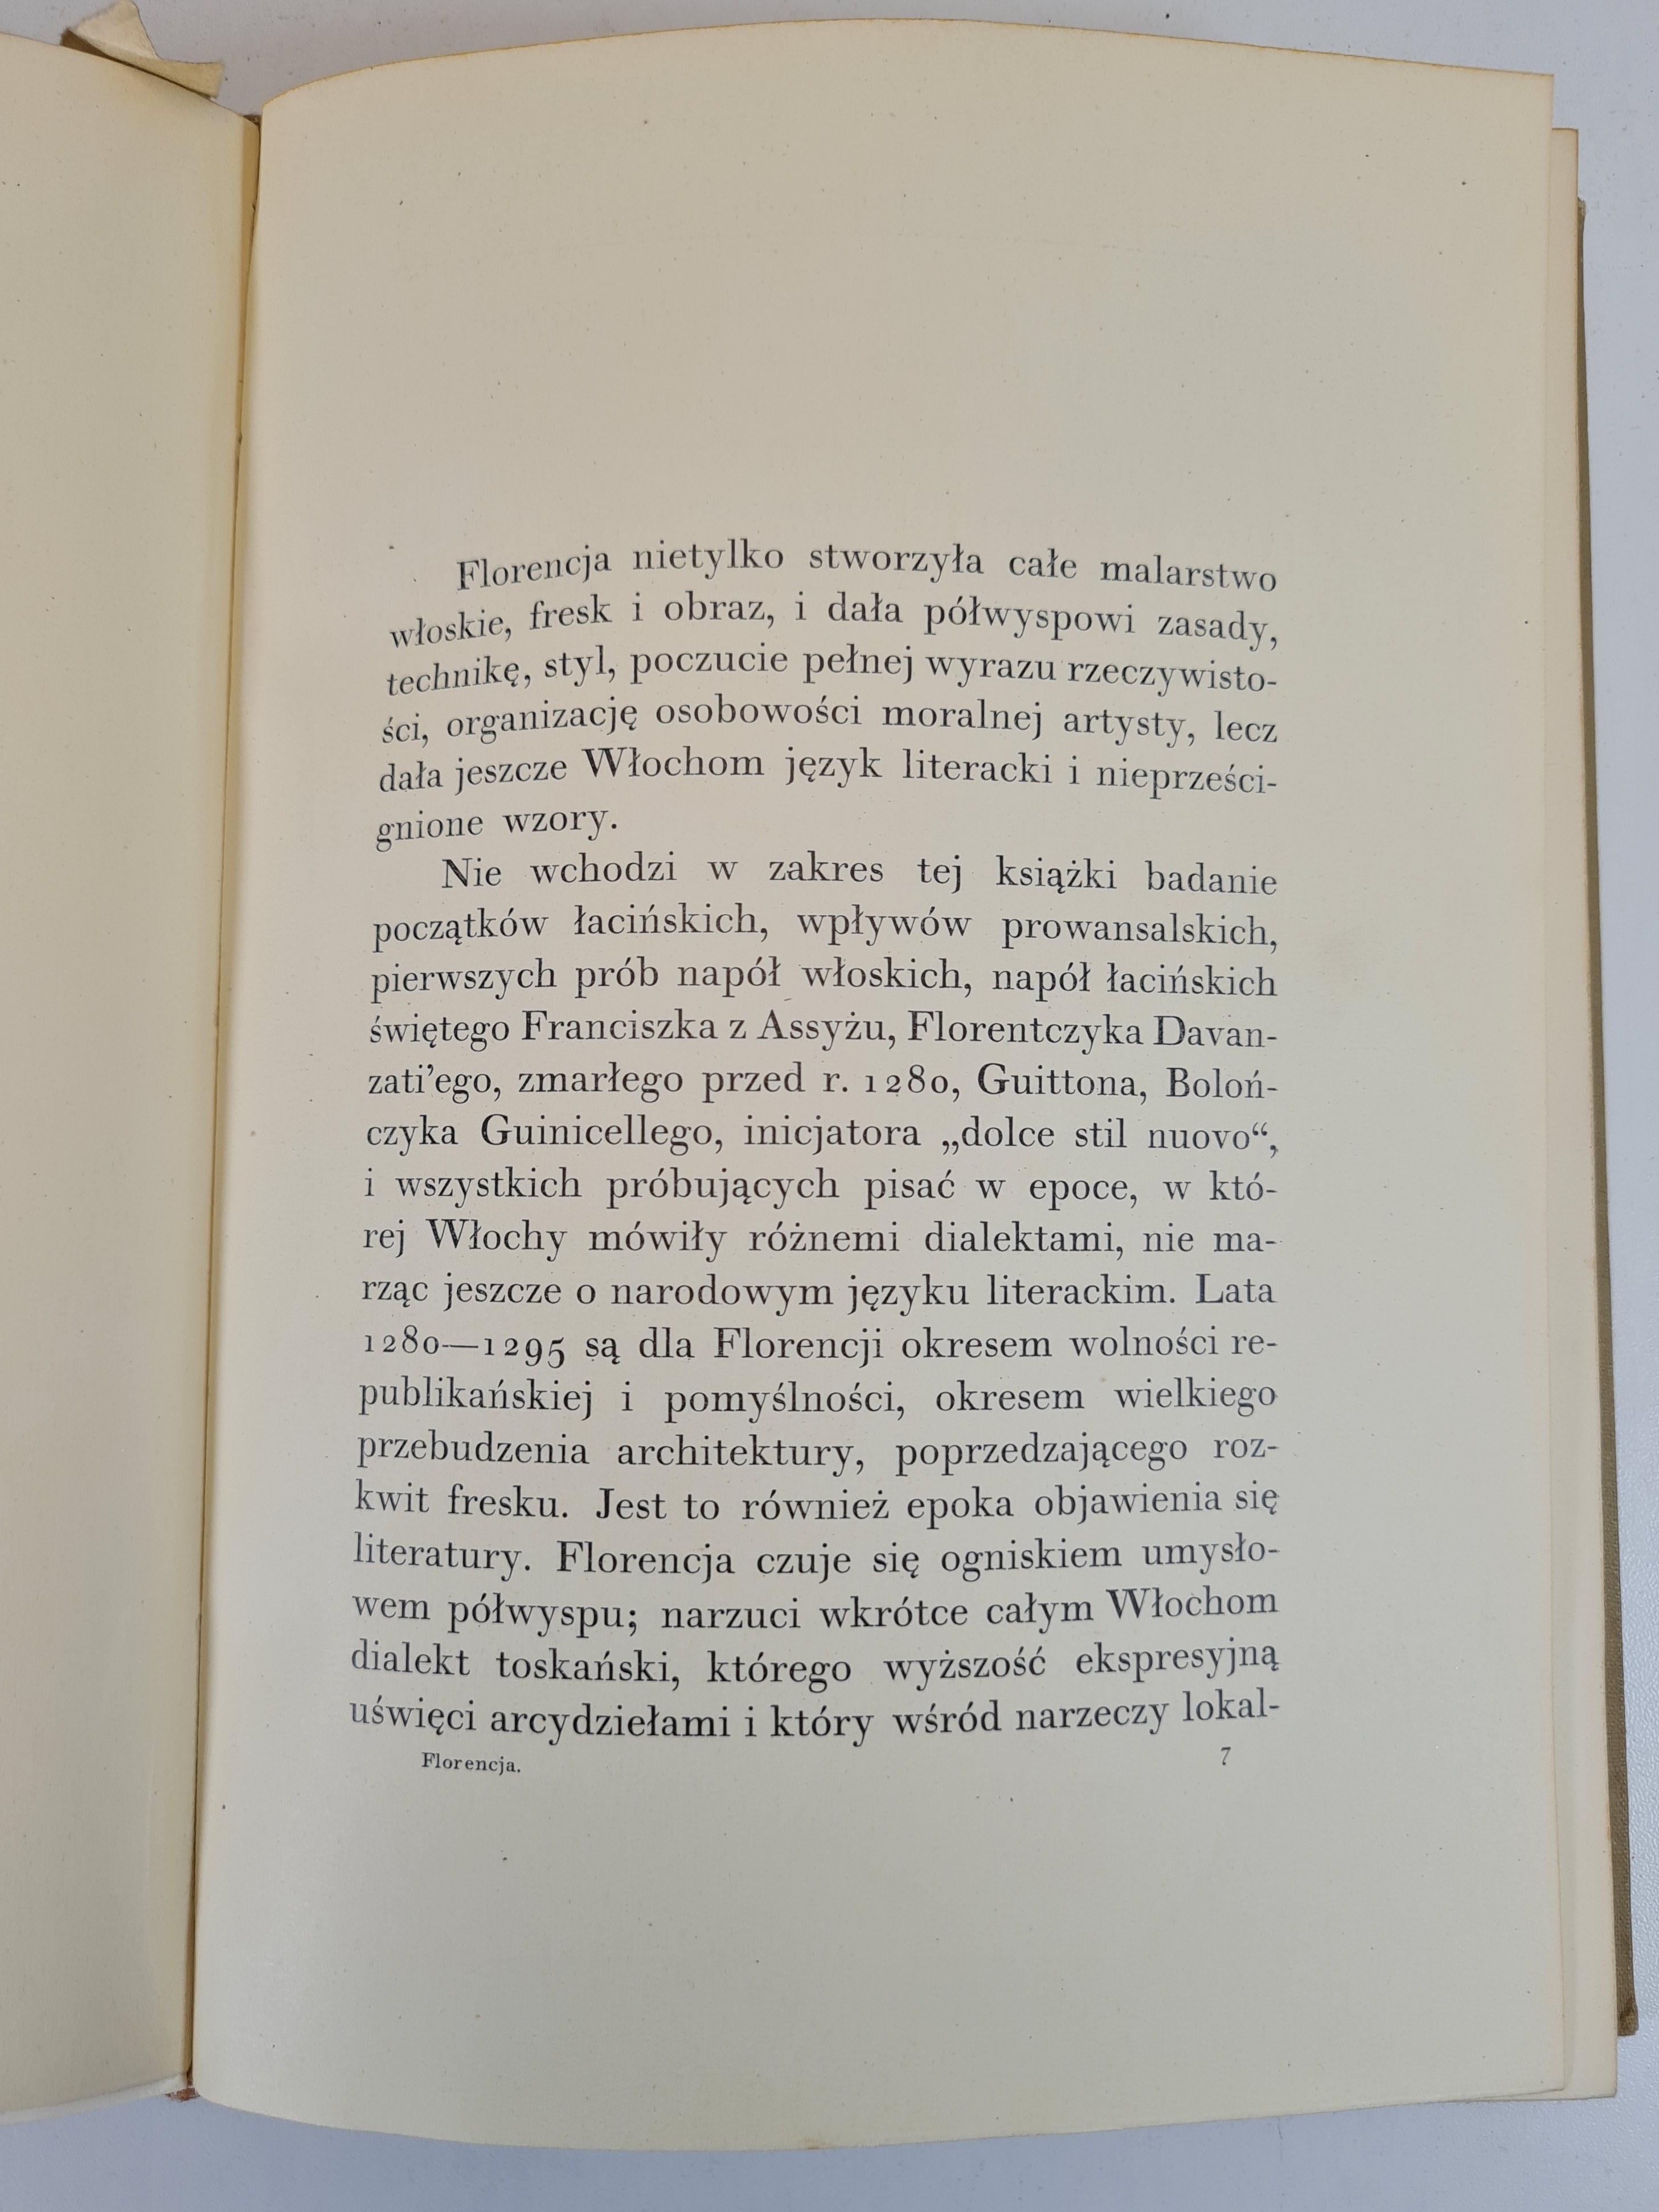 Florencja nietylko stworzyła całe malarstwo
włoskie, fresk i obraz, i dała półwyspowi zasady,
technikę, styl, poczucie pełnej wyrazu rzeczywisto-
ści, organizację osobowości moralnej artysty, lecz
dała jeszcze Włochom język literacki i nieprześci-
gnione wzory.
Nie wchodzi w zakres tej książki badanie
początków łacińskich, wpływów prowansalskich,
pierwszych prób napół włoskich, napół łacińskich
świętego Franciszka z Assyżu, Florentczyka Davan-
zati’ego, zmarłego przed r. 1280, Guittona, Boloń-
czyka Guinicellego, inicjatora „dolce stil nuovo“,
i wszystkich próbujących pisać w epoce, w któ-
rej Włochy mówiły różnemi dialektami, nie ma-
rząc jeszcze o narodowym języku literackim. Lata
1280—1295 są dla Florencji okresem wolności re-
publikańskiej i pomyślności, okresem wielkiego
przebudzenia architektury, poprzedzającego roz-
kwit fresku. Jest to również epoka objawienia się
literatury. Florencja czuje się ogniskiem umysło-
wem półwyspu; narzuci wkrótce całym Włochom
dialekt toskański, którego wyższość ekspresyjną
uświęci arcydziełami i który wśród narzeczy lokal-
Florencja. 7